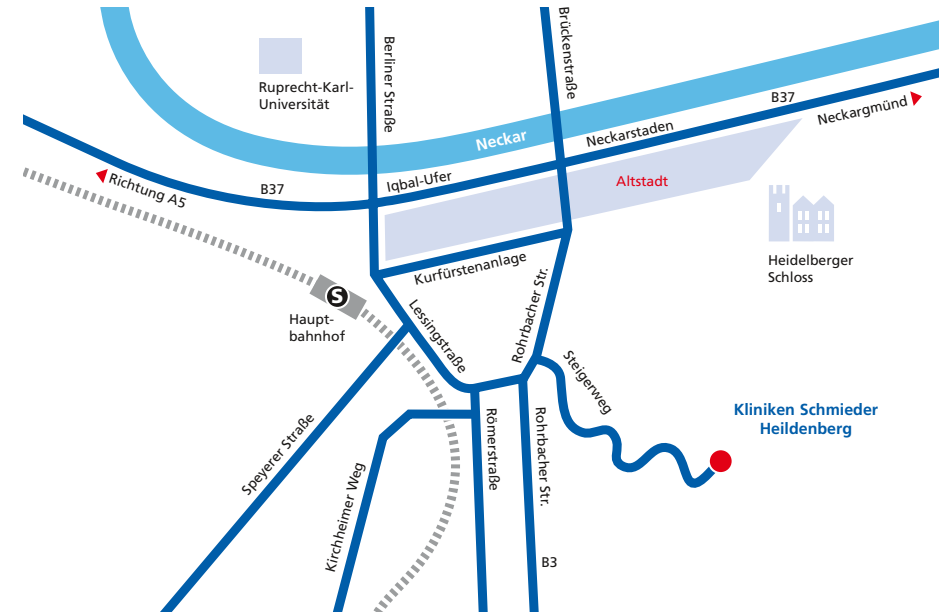 Berliner Straße
Brückenstraße
Ruprecht-Karl-
Universität
B37
Neckargmünd
Neckar
Neckarstaden
Richtung A5
B37
Iqbal-Ufer
Altstadt
Heidelberger
Schloss
Kurfürstenanlage
S
Haupt-
bahnhof
Lessingstraße
Rohrbacher Str.
Steigerweg
Kliniken Schmieder
Heildenberg
Speyerer Straße
Kirchheimer Weg
Römerstraße
Rohrbacher Str.
B3